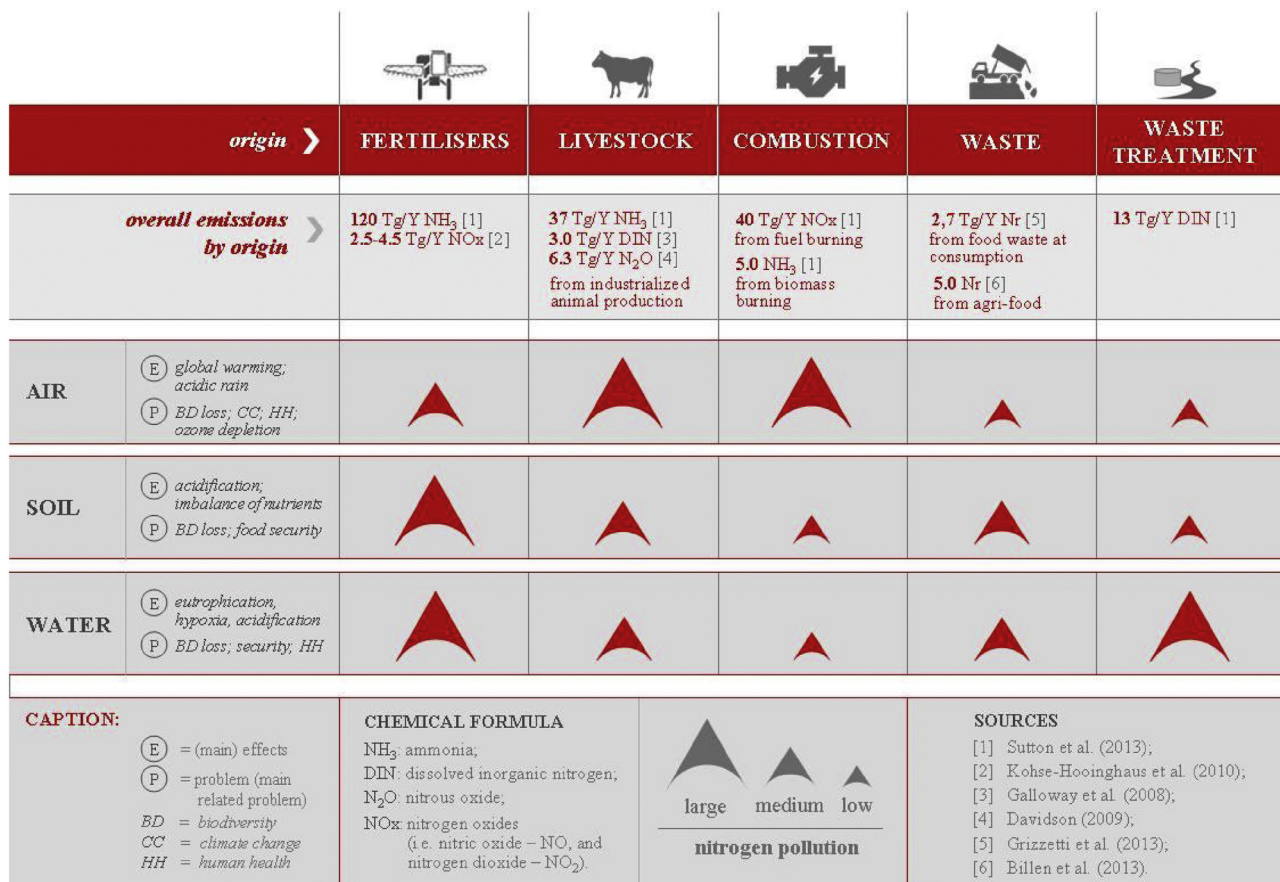 origin ❯
FERTILISERS
LIVESTOCK
COMBUSTION
WASTE
WASTE
TREATMENT
overall emissions
by origin
120 Tg/Y NH₃ [1]
2.5-4.5 Tg/Y NOx [2]
37 Tg/Y NH₃ [1]
3.0 Tg/Y DIN [3]
6.3 Tg/Y N₂O [4]
from industrialized
animal production
40 Tg/Y NOx [1]
from fuel burning
5.0 NH₃ [1]
from biomass
burning
2,7 Tg/Y Nr [5]
from food waste at
consumption
5.0 Nr [6]
from agri-food
13 Tg/Y DIN [1]
AIR
E global warming;
acidic rain
P BD loss; CC; HH;
ozone depletion
SOIL
E acidification;
imbalance of nutrients
P BD loss; food security
WATER
E eutrophication,
hypoxia, acidification
P BD loss; security; HH
CAPTION:
E = (main) effects
P = problem (main
related problem)
BD = biodiversity
CC = climate change
HH = human health
CHEMICAL FORMULA
NH₃: ammonia;
DIN: dissolved inorganic nitrogen;
N₂O: nitrous oxide;
NOx: nitrogen oxides
(i.e. nitric oxide – NO, and
nitrogen dioxide – NO₂).
large medium low
nitrogen pollution
SOURCES
[1] Sutton et al. (2013);
[2] Kohse-Hooinghaus et al. (2010);
[3] Galloway et al. (2008);
[4] Davidson (2009);
[5] Grizzetti et al. (2013);
[6] Billen et al. (2013).